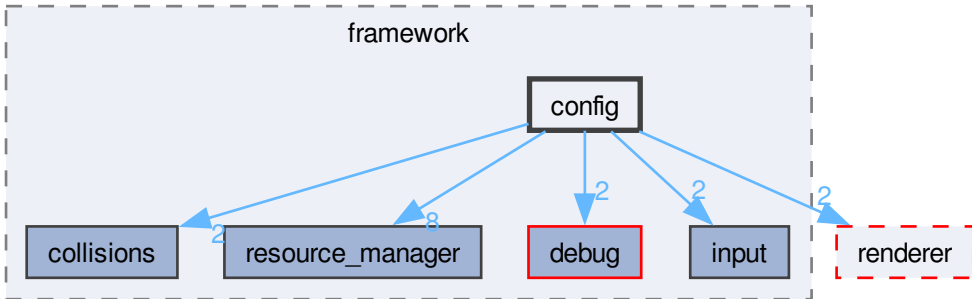 framework
config
2
2
2
2
8
collisions
resource_manager
debug
input
renderer